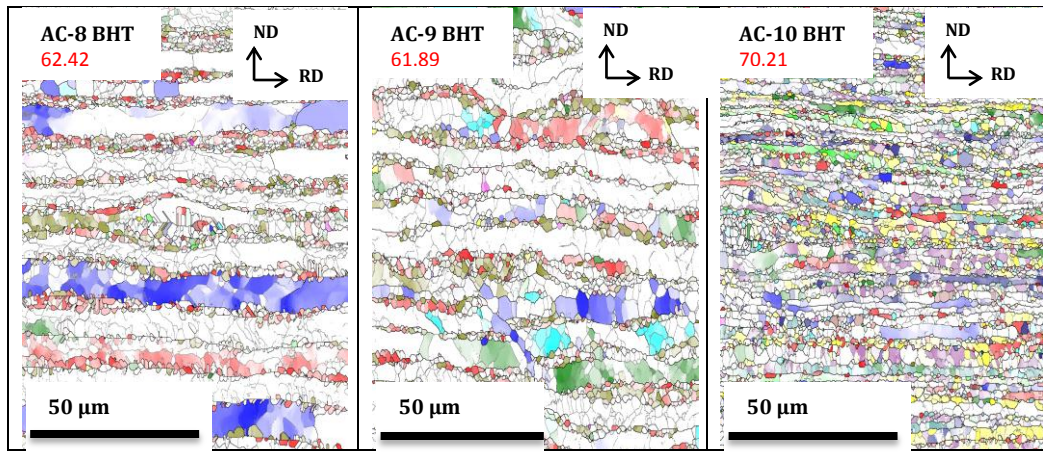 AC-8 BHT
62.42
ND
RD
50 µm
AC-9 BHT
61.89
ND
RD
50 µm
AC-10 BHT
70.21
ND
RD
50 µm